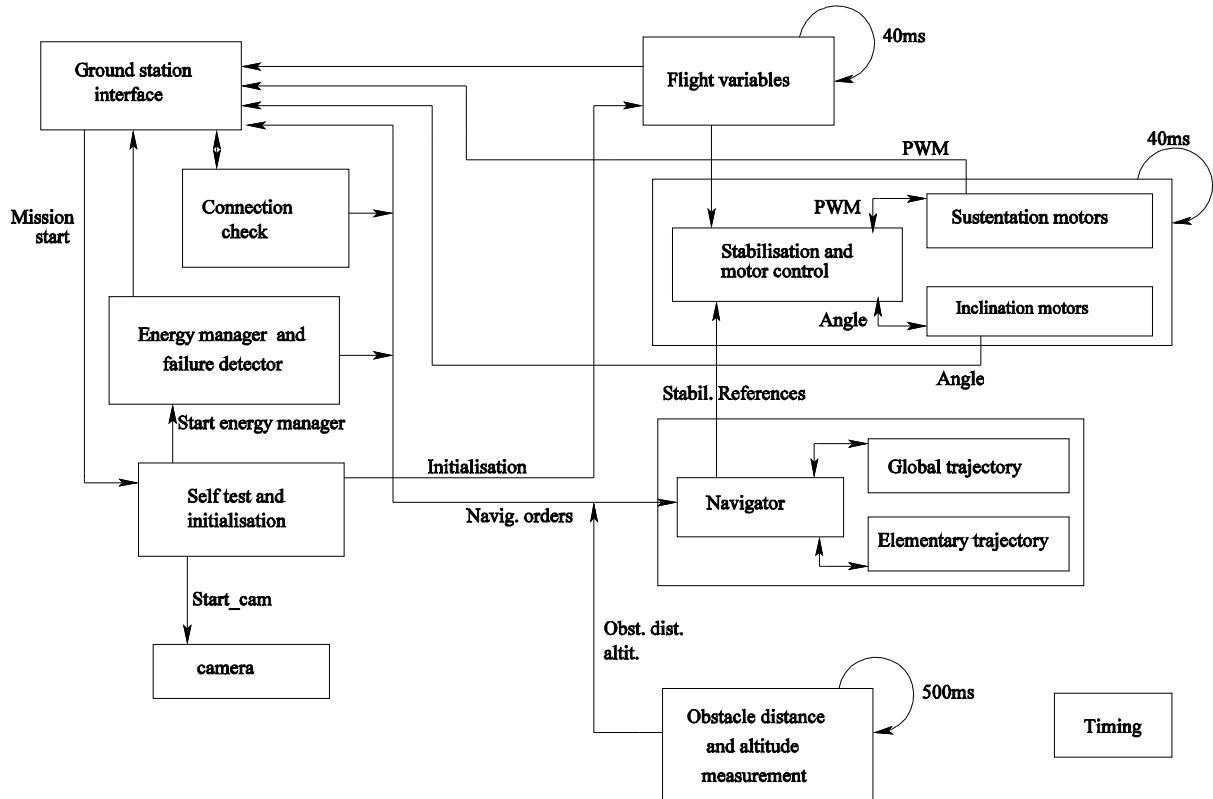 Ground station
interface
Flight variables
40ms
40ms
PWM
Connection
check
Mission
start
PWM
Sustentation motors
Stabilisation and
motor control
Angle
Inclination motors
Energy manager and
failure detector
Angle
Stabil. References
Start energy manager
Initialisation
Global trajectory
Self test and
initialisation
Navig. orders
Navigator
Elementary trajectory
Start_cam
Obst. dist.
altit.
camera
500ms
Obstacle distance
and altitude
measurement
Timing